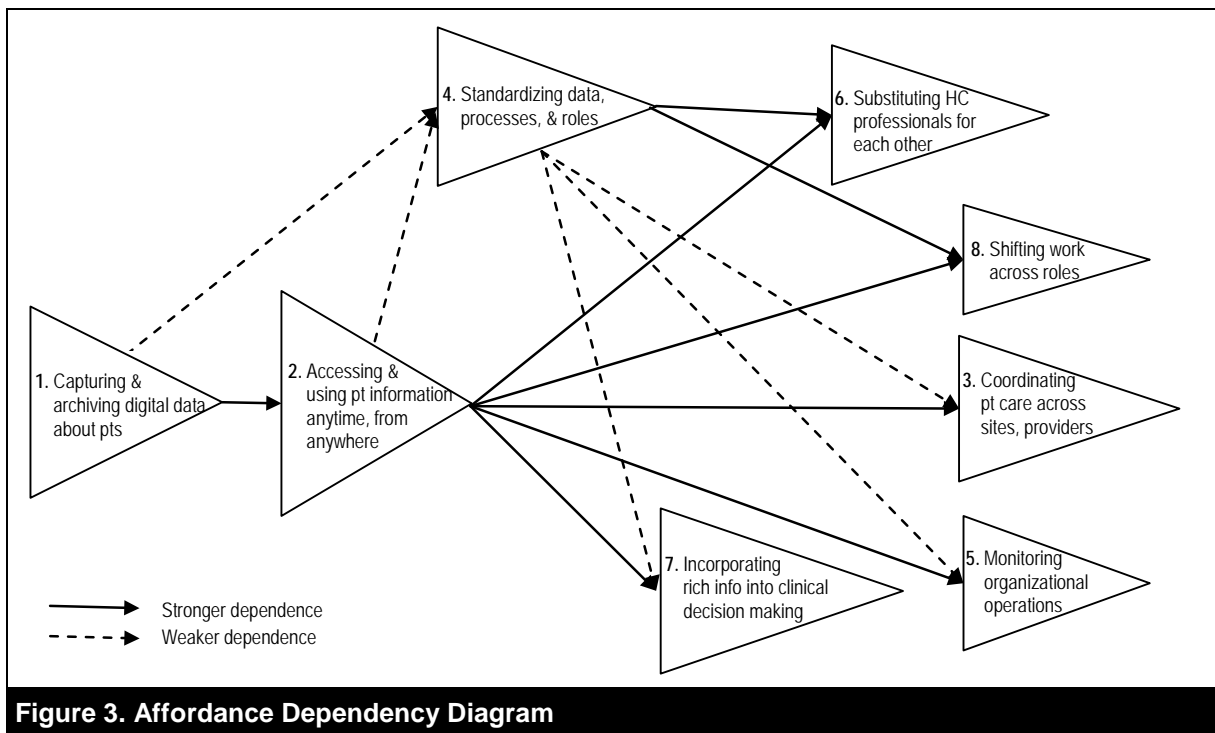 4. Standardizing data,
processes, & roles
6. Substituting HC
professionals for
each other
8. Shifting work
across roles
1. Capturing &
archiving digital data
about pts
2. Accessing &
using pt information
anytime, from
anywhere
3. Coordinating
pt care across
sites, providers
7. Incorporating
rich info into clinical
decision making
5. Monitoring
organizational
operations
Stronger dependence
Weaker dependence
Figure 3. Affordance Dependency Diagram